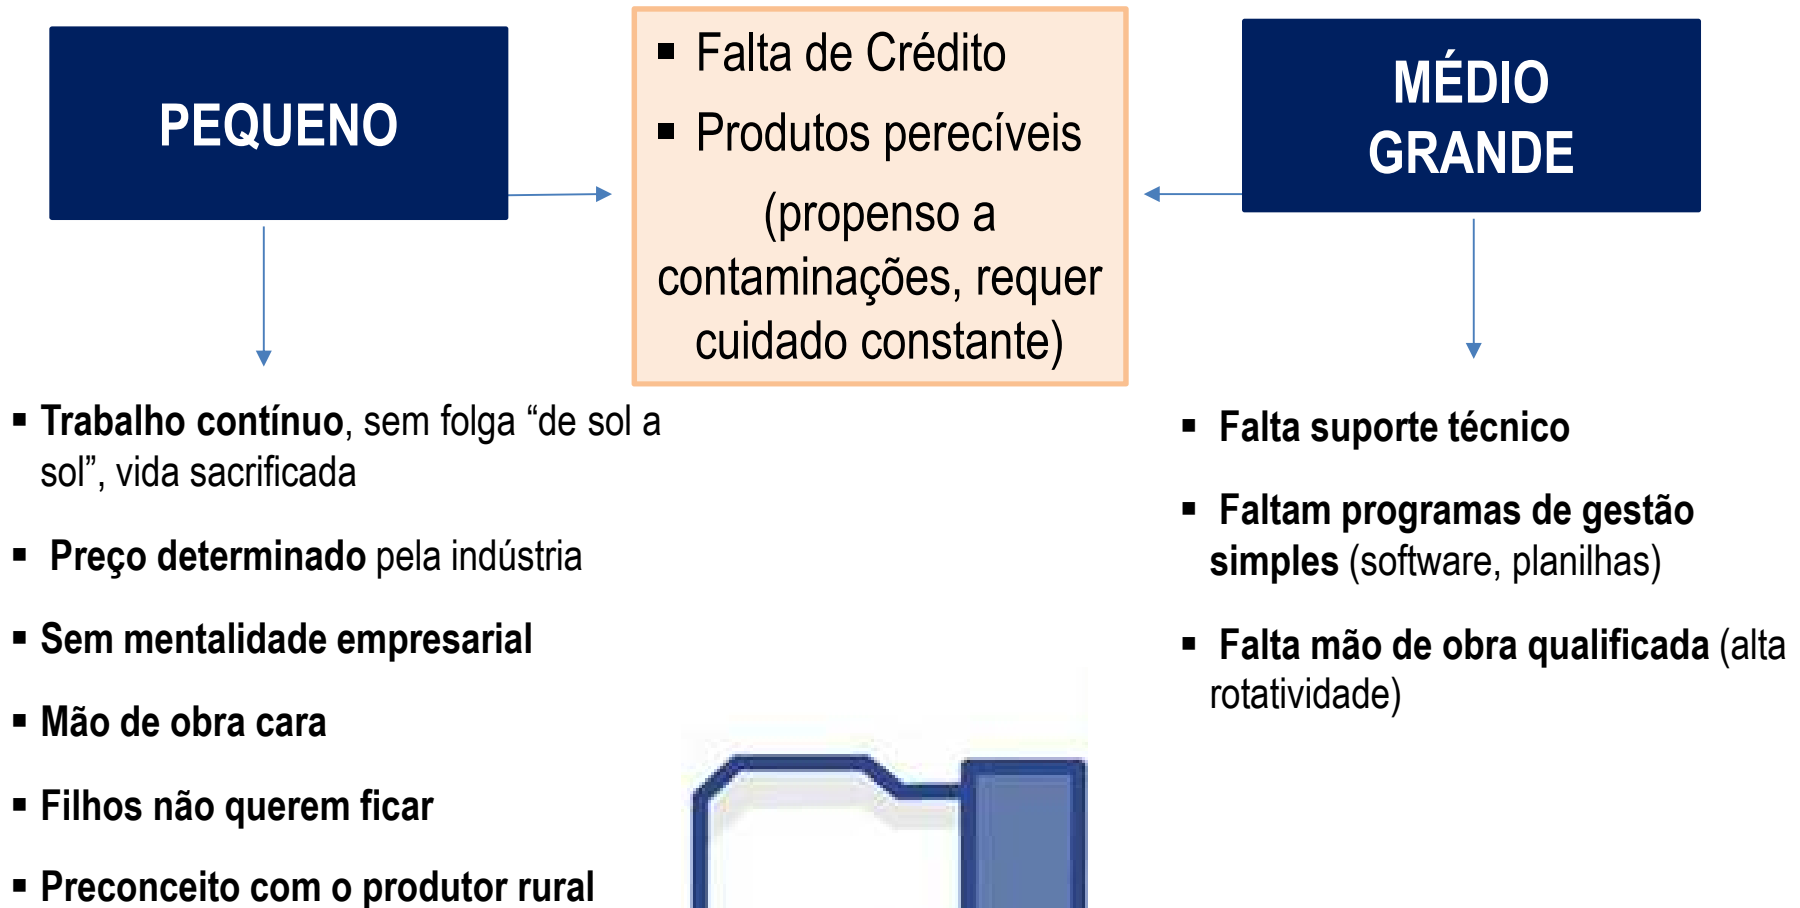 PEQUENO
▪ Falta de Crédito
▪ Produtos perecíveis
(propenso a
contaminações, requer
cuidado constante)
MÉDIO
GRANDE
▪ Trabalho contínuo, sem folga “de sol a
sol”, vida sacrificada
▪ Preço determinado pela indústria
▪ Sem mentalidade empresarial
▪ Mão de obra cara
▪ Filhos não querem ficar
▪ Preconceito com o produtor rural
▪ Falta suporte técnico
▪ Faltam programas de gestão
simples (software, planilhas)
▪ Falta mão de obra qualificada (alta
rotatividade)